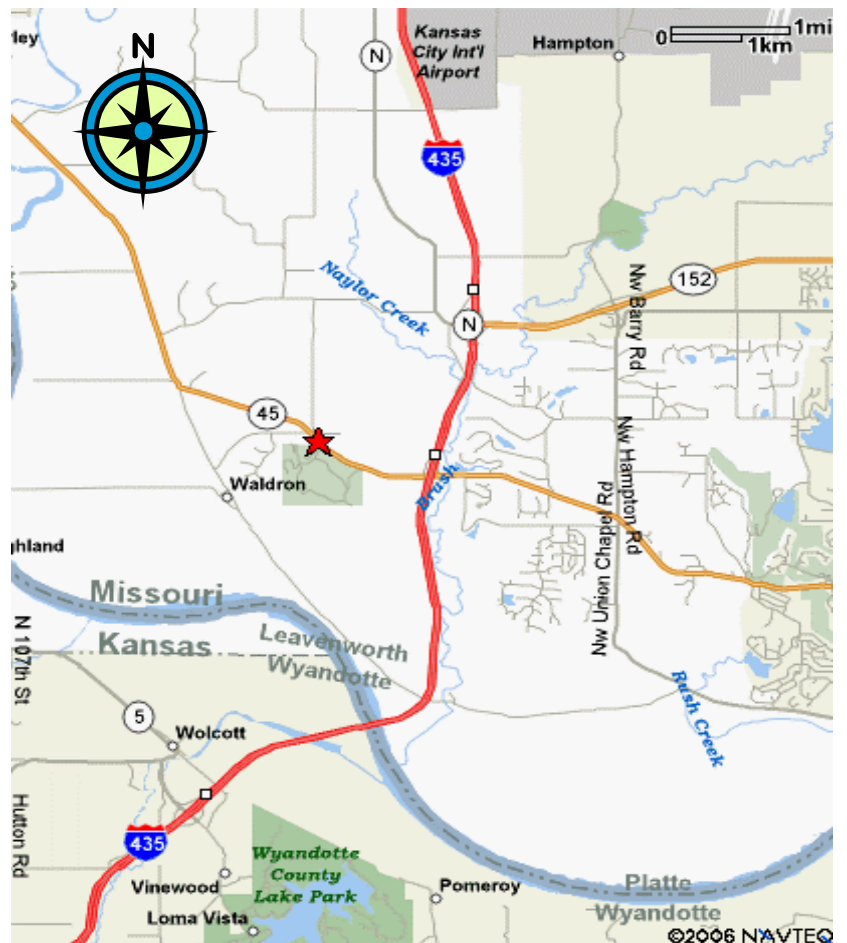 ley
N
N
Kansas
City Int'l
Airport
Hampton
0
1mi
1km
435
Naylor Creek
N
152
Nw Barry Rd
45
Waldron
Brush
Nw Hampton Rd
Nw Union Chapel Rd
ghland
Missouri
Kansas
Leavenworth
Wyandotte
N 107th St
5
Wolcott
Rush Creek
Hutton Rd
435
Wyandotte
County
Lake Park
Vinewood
Loma Vista
Pomeroy
Platte
Wyandotte
©2006 NAVTEQ